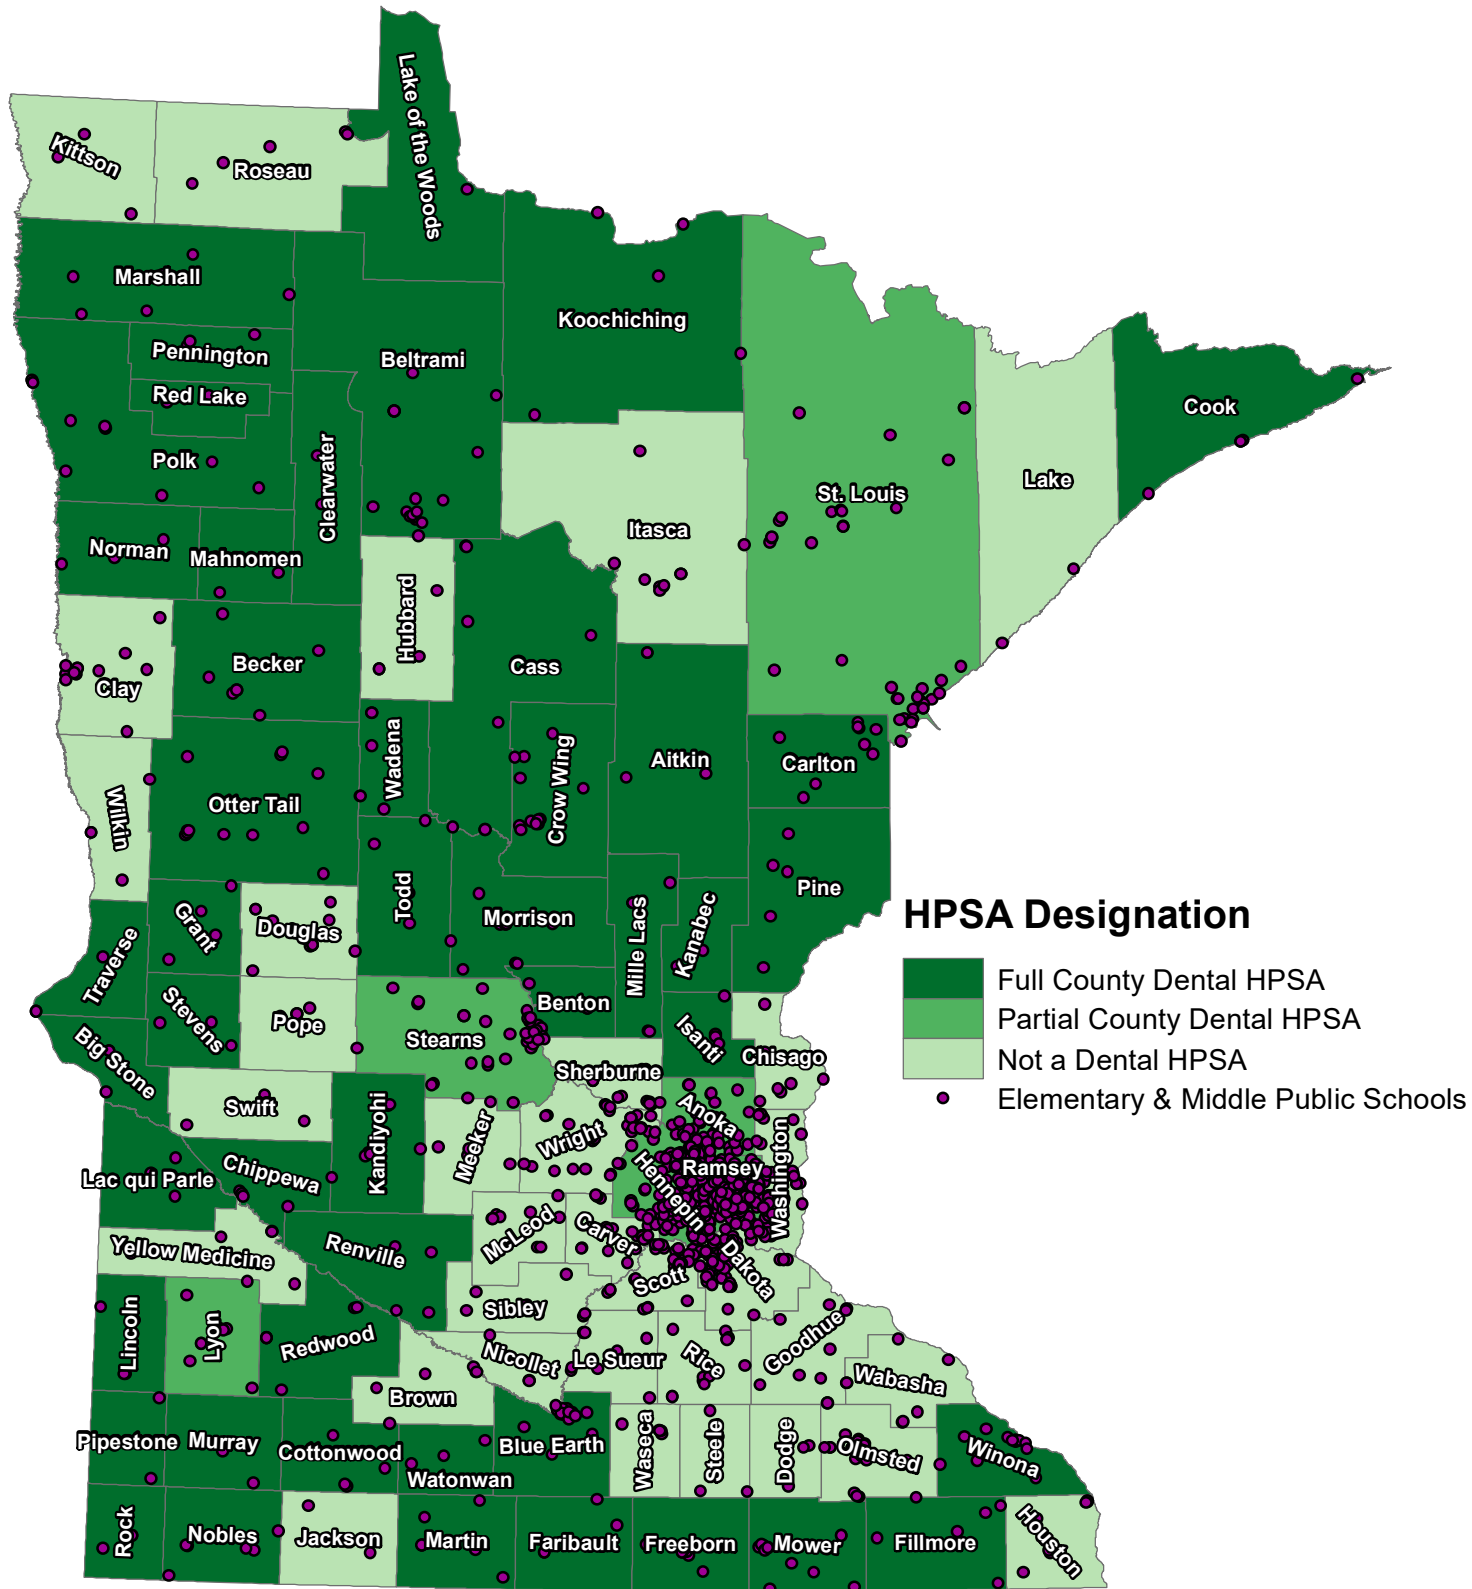 Lake of the Woods
Kittson
Roseau
Marshall
Koochiching
Pennington
Beltrami
Red Lake
Cook
Polk
Clearwater
Lake
St. Louis
Itasca
Norman
Mahnomen
Hubbard
Becker
Cass
Clay
Wadena
Crow Wing
Aitkin
Carlton
Otter Tail
Wilkin
Pine
Todd
Morrison
Mille Lacs
Kanabec
Grant
Douglas
Traverse
HPSA Designation
Full County Dental HPSA
Partial County Dental HPSA
Not a Dental HPSA
Elementary & Middle Public Schools
Stevens
Pope
Benton
Stearns
Isanti
Big Stone
Chisago
Sherburne
Swift
Anoka
Kandiyohi
Meeker
Wright
Washington
Lac qui Parle
Chippewa
Ramsey
Hennepin
McLeod
Carver
Yellow Medicine
Renville
Dakota
Scott
Sibley
Lincoln
Lyon
Redwood
Nicollet
Le Sueur
Rice
Goodhue
Wabasha
Brown
Pipestone
Murray
Cottonwood
Watonwan
Blue Earth
Waseca
Steele
Dodge
Olmsted
Winona
Rock
Nobles
Jackson
Martin
Faribault
Freeborn
Mower
Fillmore
Houston